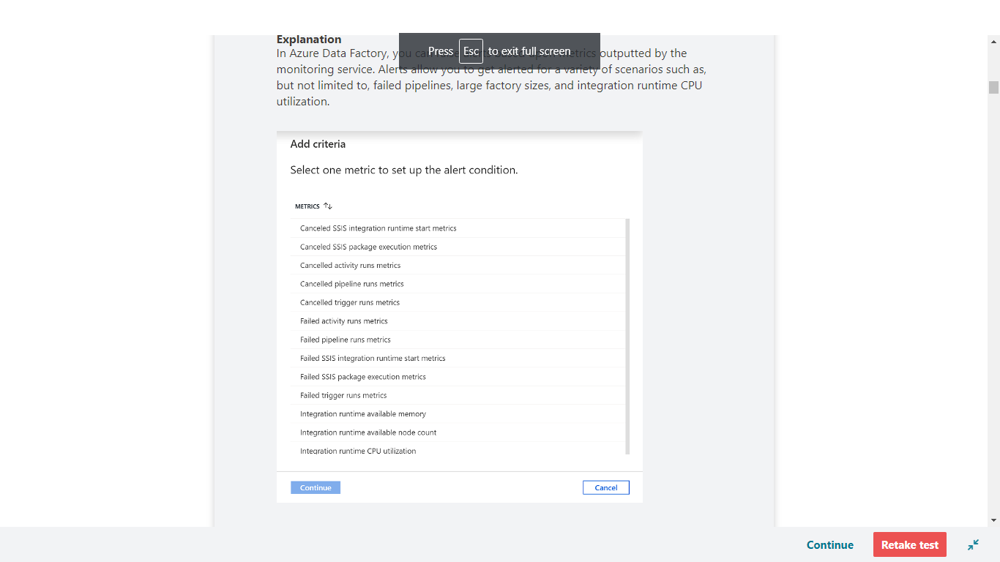 Explanation
In Azure Data Factory, you can metrics outputted by the
monitoring service. Alerts allow you to get alerted for a variety of scenarios such as,
but not limited to, failed pipelines, large factory sizes, and integration runtime CPU
utilization.
Press Esc to exit full screen
Add criteria
Select one metric to set up the alert condition.
METRICS
Canceled SSIS integration runtime start metrics
Canceled SSIS package execution metrics
Cancelled activity runs metrics
Cancelled pipeline runs metrics
Cancelled trigger runs metrics
Failed activity runs metrics
Failed pipeline runs metrics
Failed SSIS integration runtime start metrics
Failed SSIS package execution metrics
Failed trigger runs metrics
Integration runtime available memory
Integration runtime available node count
Integration runtime CPU utilization
Continue
Cancel
Continue
Retake test